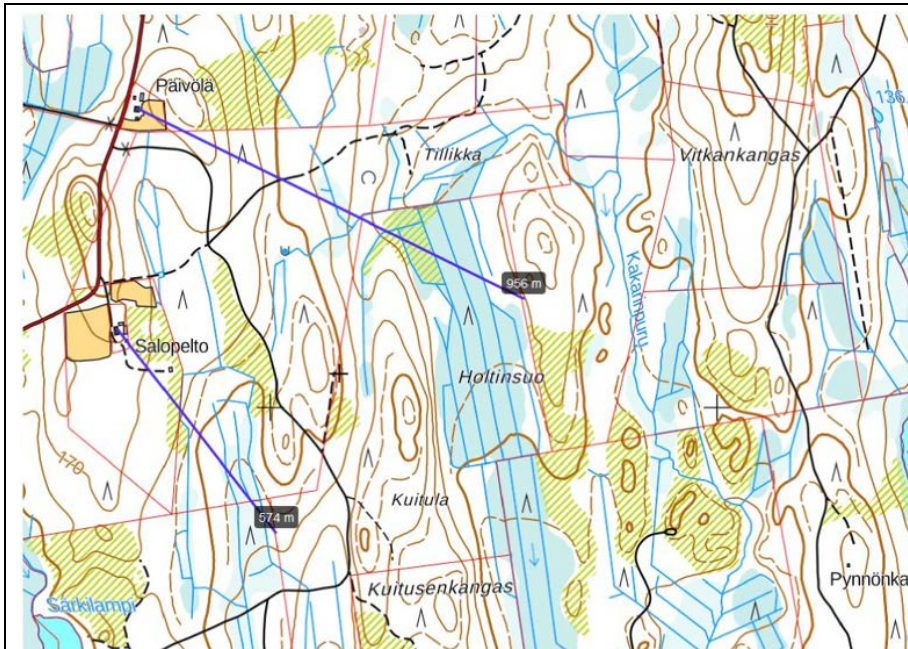 Päivölä
136.
Tillikka
Vitkankangas
956 m
Kakarinpuru
Salopelto
Holtinsuo
170
Kuitula
574 m
Kuitusenkangas
Pynnönka
Särkilampi